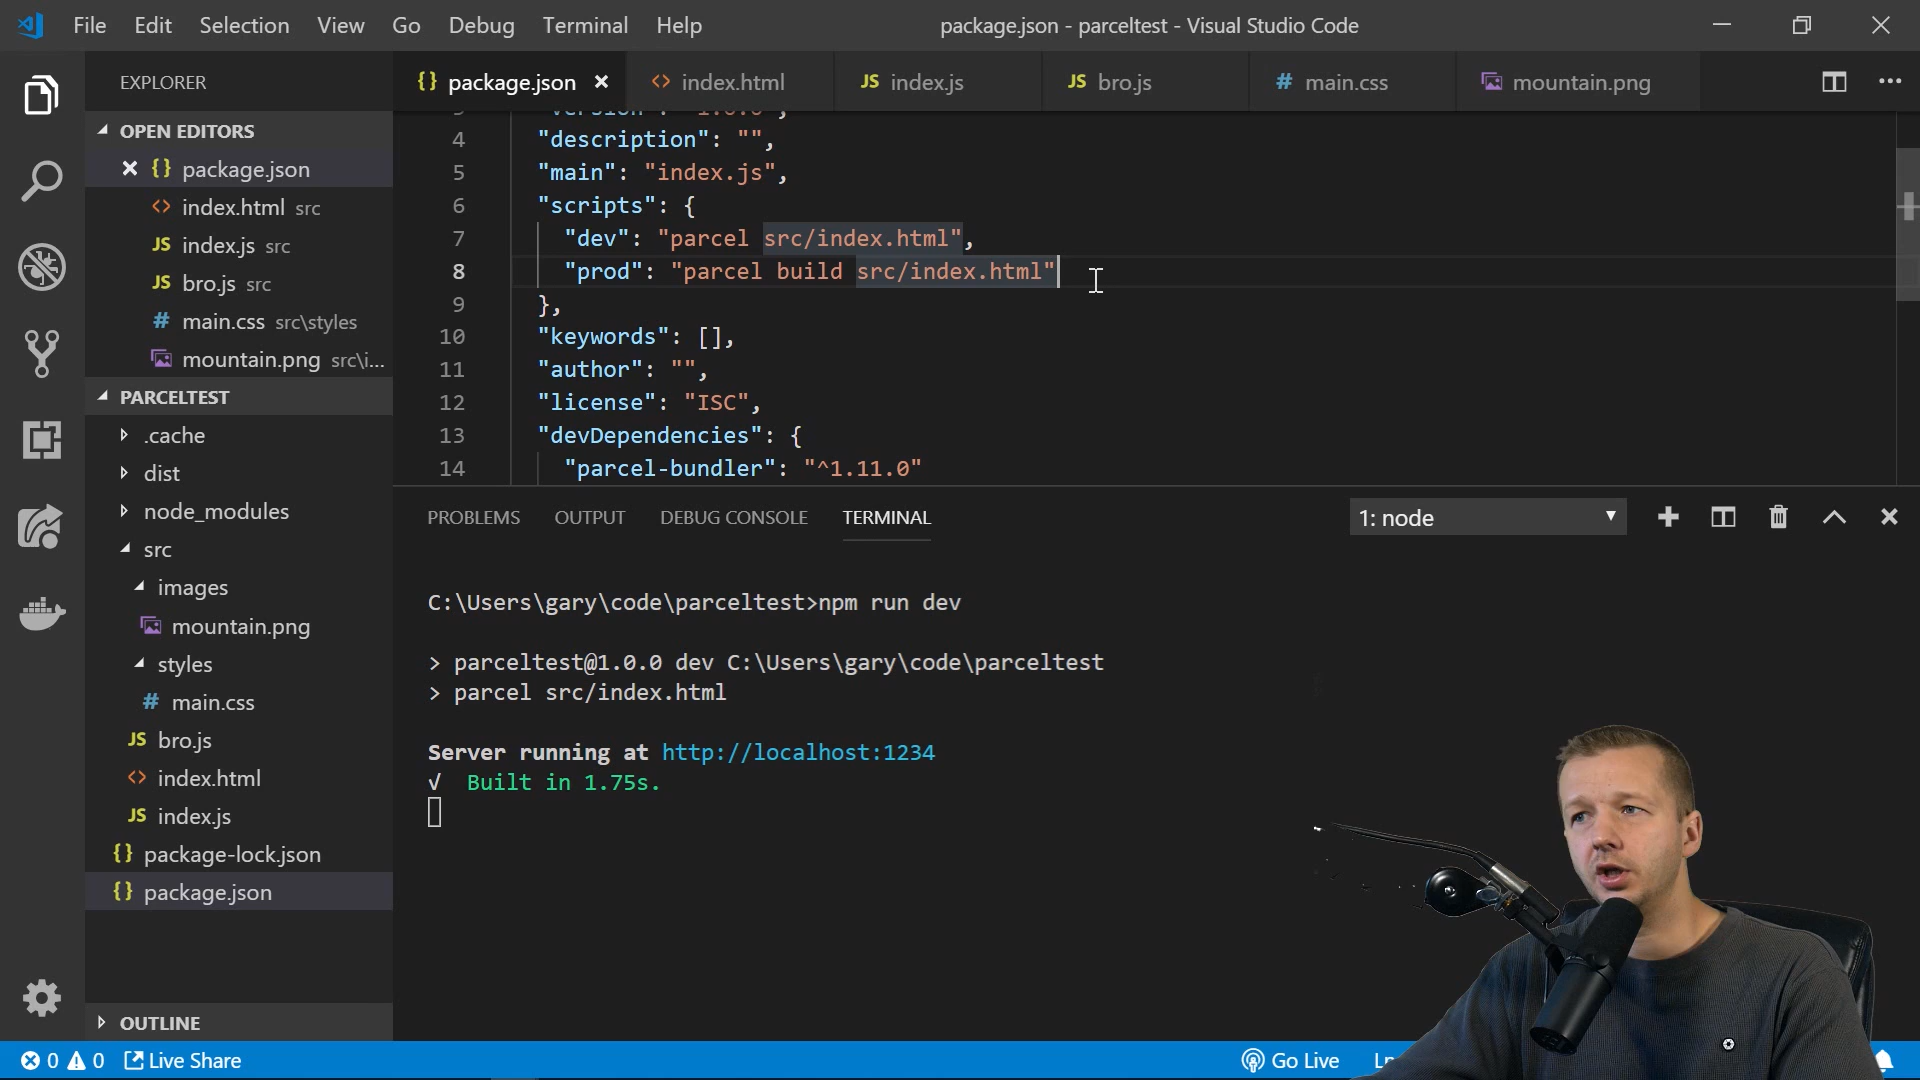 File Edit Selection View Go Debug Terminal Help
package.json - parceltest - Visual Studio Code
EXPLORER
OPEN EDITORS
{} package.json
<> index.html src
JS index.js src
JS bro.js src
# main.css src\styles
mountain.png src\i...
PARCELTEST
.cache
dist
node_modules
src
images
mountain.png
styles
# main.css
JS bro.js
<> index.html
JS index.js
{} package-lock.json
{} package.json
OUTLINE
{} package.json
<> index.html
JS index.js
JS bro.js
# main.css
mountain.png
4 "description": "",
5 "main": "index.js",
6 "scripts": {
7 "dev": "parcel src/index.html",
8 "prod": "parcel build src/index.html"
9 },
10 "keywords": [],
11 "author": "",
12 "license": "ISC",
13 "devDependencies": {
14 "parcel-bundler": "^1.11.0"
PROBLEMS OUTPUT DEBUG CONSOLE TERMINAL
1: node
C:\Users\gary\code\parceltest>npm run dev
> parceltest@1.0.0 dev C:\Users\gary\code\parceltest
> parcel src/index.html
Server running at http://localhost:1234
√ Built in 1.75s.
0 0 Live Share
Go Live